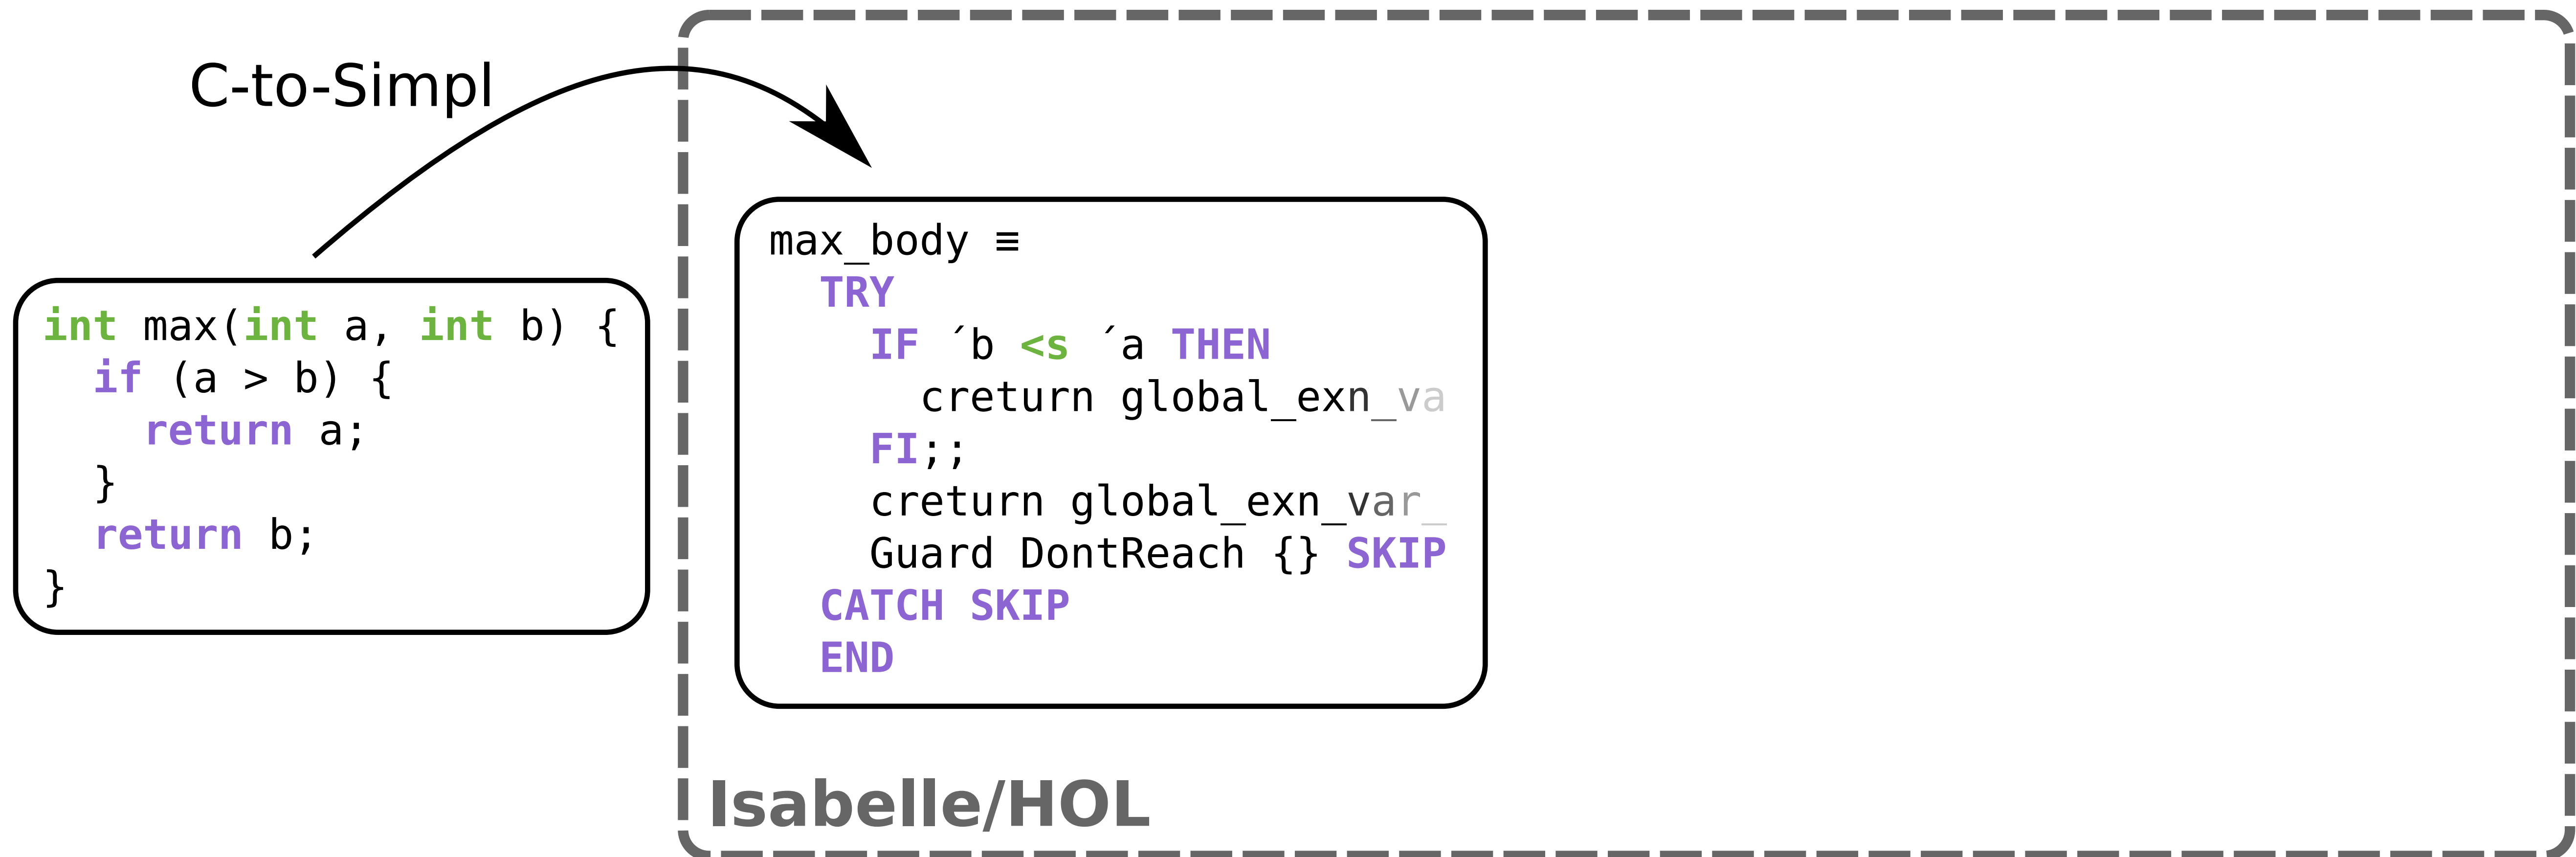 C-to-Simpl
int max(int a, int b) {
  if (a > b) {
    return a;
  }
  return b;
}
max_body ≡
  TRY
    IF ´b <s ´a THEN
      creturn global_exn_va
    FI;;
    creturn global_exn_var_
    Guard DontReach {} SKIP
  CATCH SKIP
  END
Isabelle/HOL